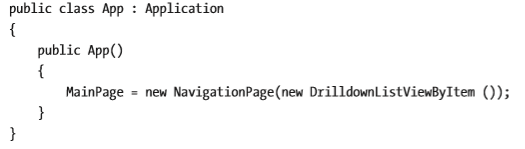 public class App : Application
{
    public App()
    {
        MainPage = new NavigationPage(new DrilldownListViewByItem ());
    }
}